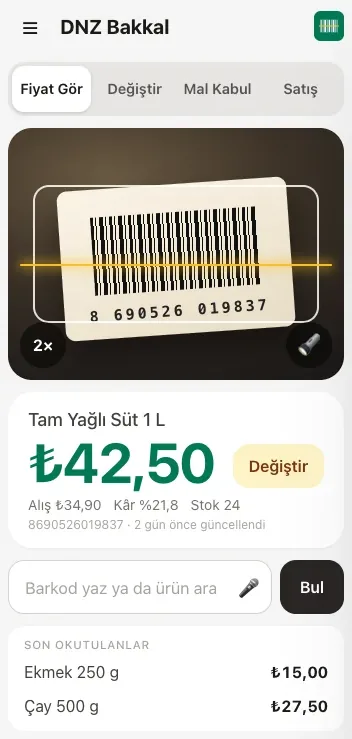 DNZ Bakkal
Fiyat Gör Değiştir Mal Kabul Satış
8 690526 019837
2×
Tam Yağlı Süt 1 L
₺42,50 Değiştir
Alış ₺34,90 Kâr %21,8 Stok 24
8690526019837 · 2 gün önce güncellendi
Barkod yaz ya da ürün ara Bul
SON OKUTULANLAR
Ekmek 250 g ₺15,00
Çay 500 g ₺27,50